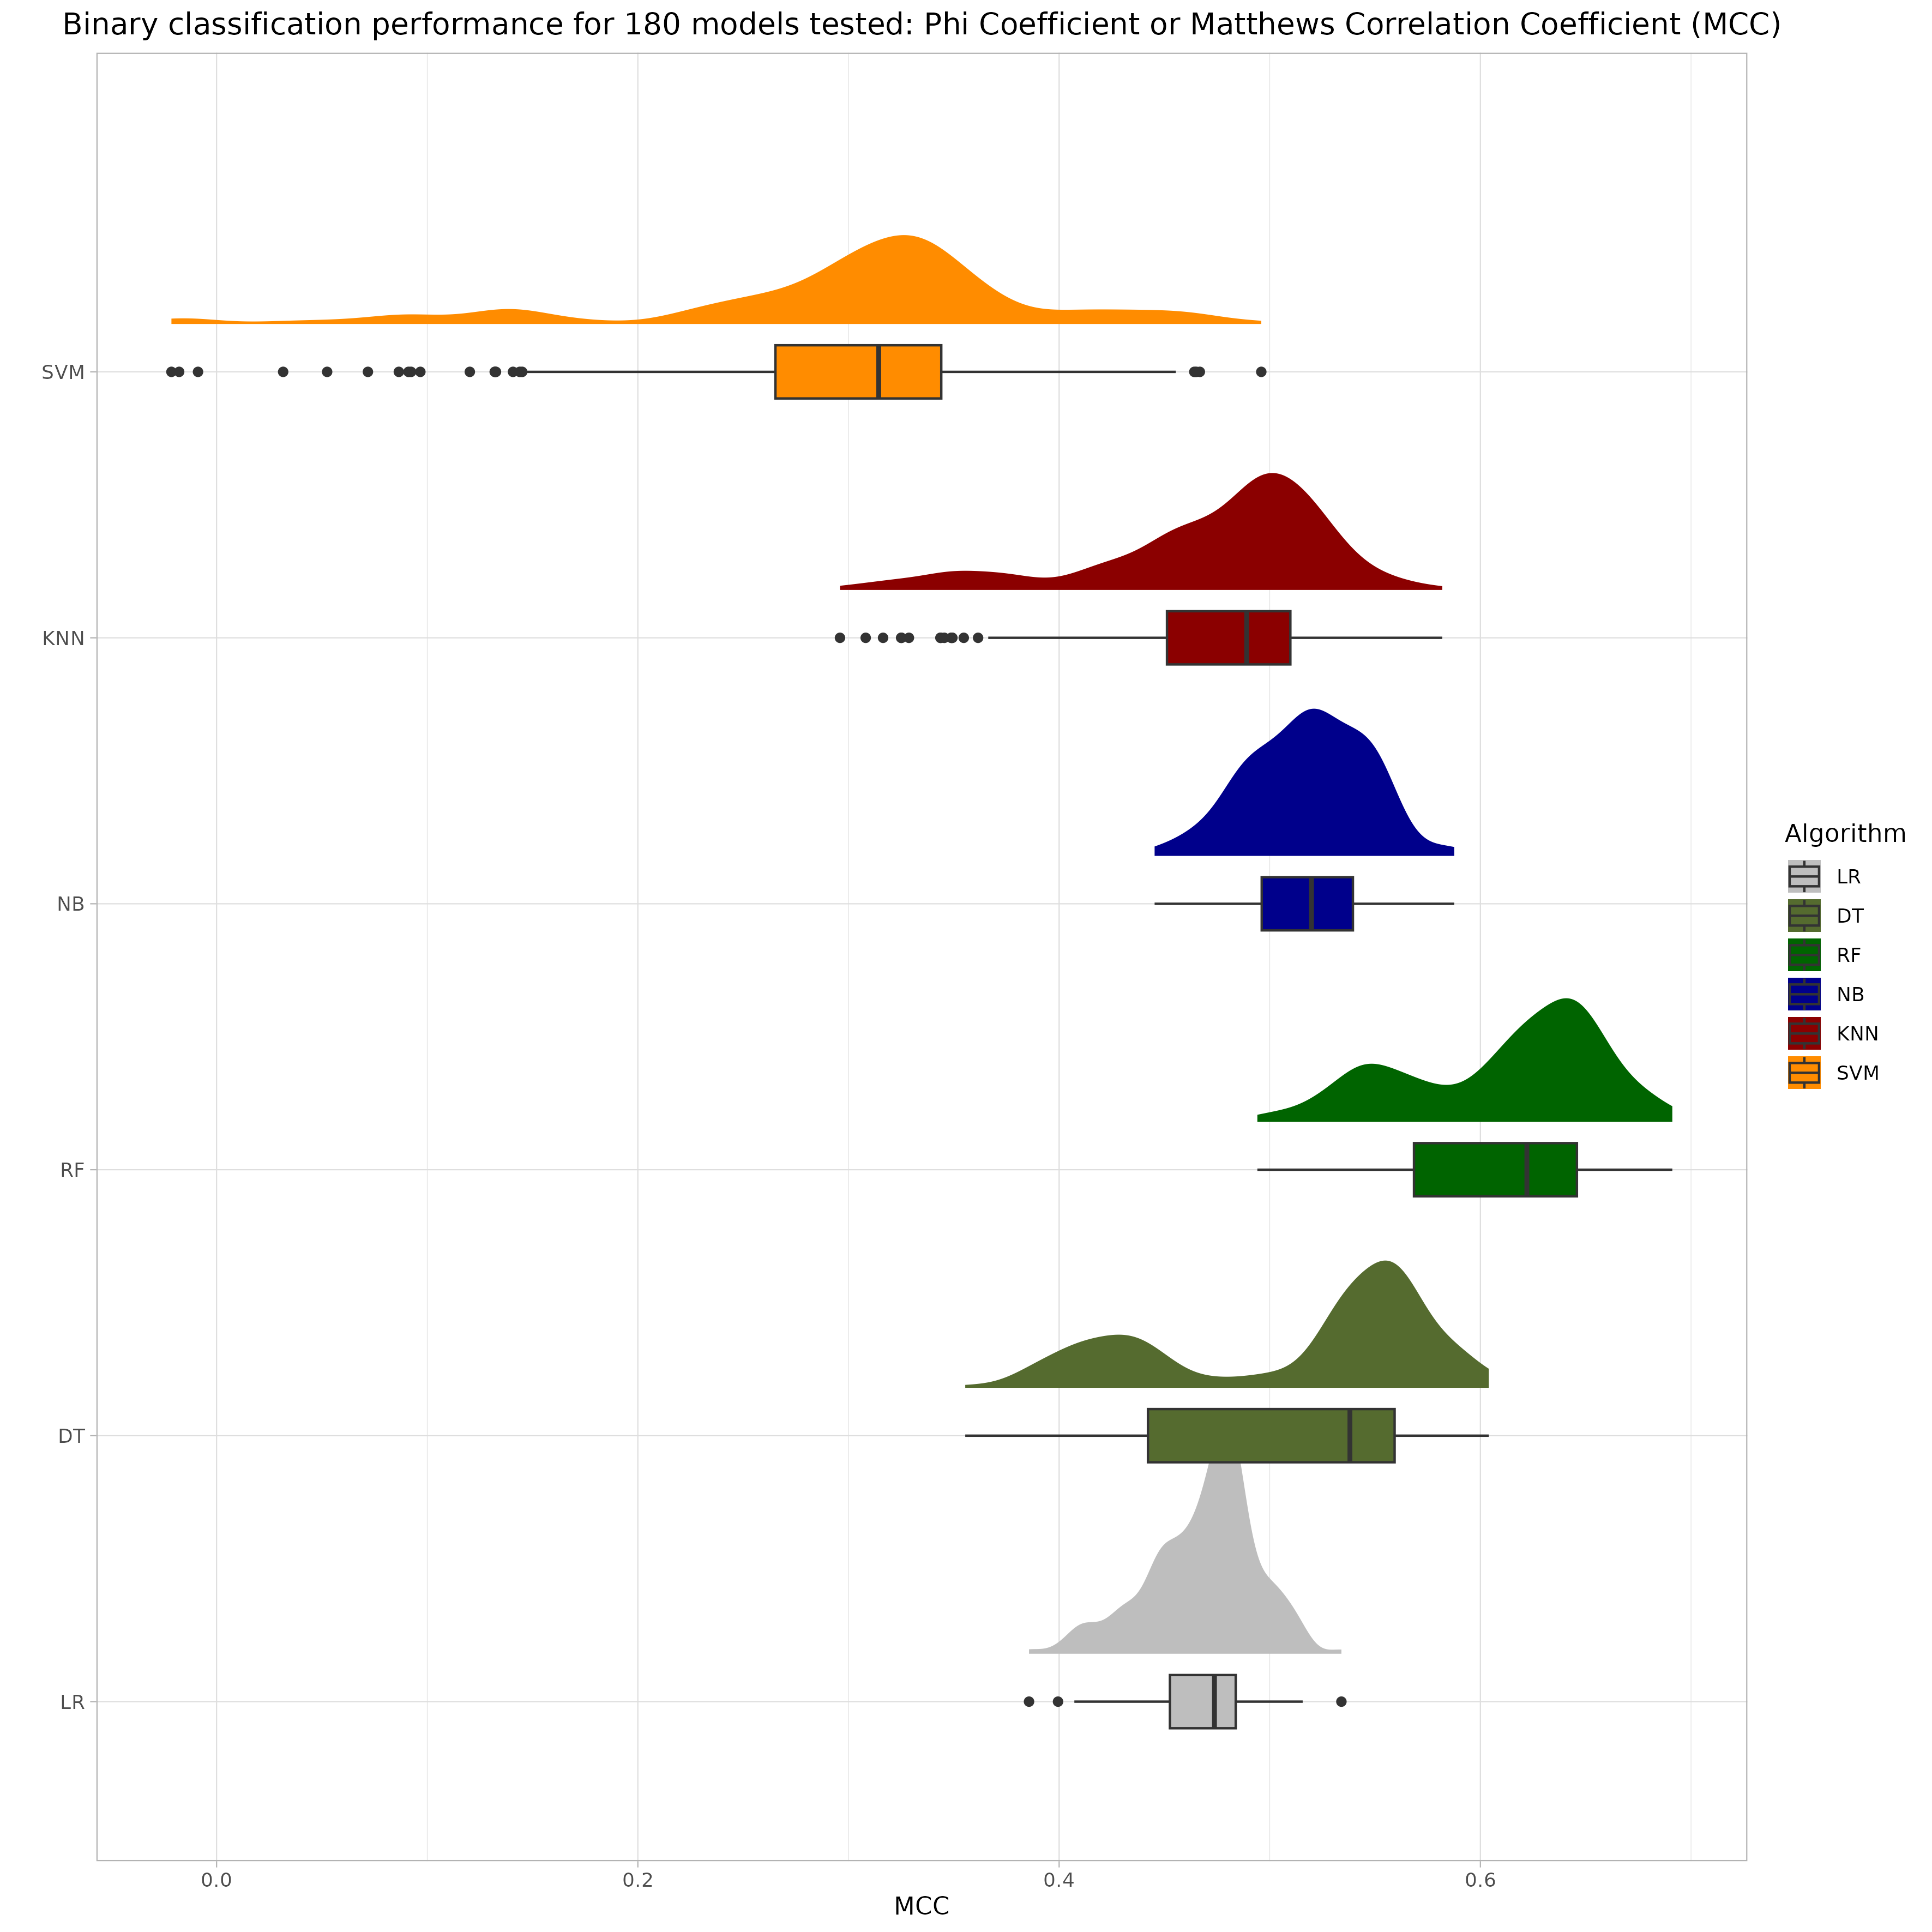 Binary classification performance for 180 models tested: Phi Coefficient or Matthews Correlation Coefficient (MCC)
SVM
KNN
NB
RF
DT
LR
0.0
0.2
0.4
0.6
MCC
Algorithm
LR
DT
RF
NB
KNN
SVM